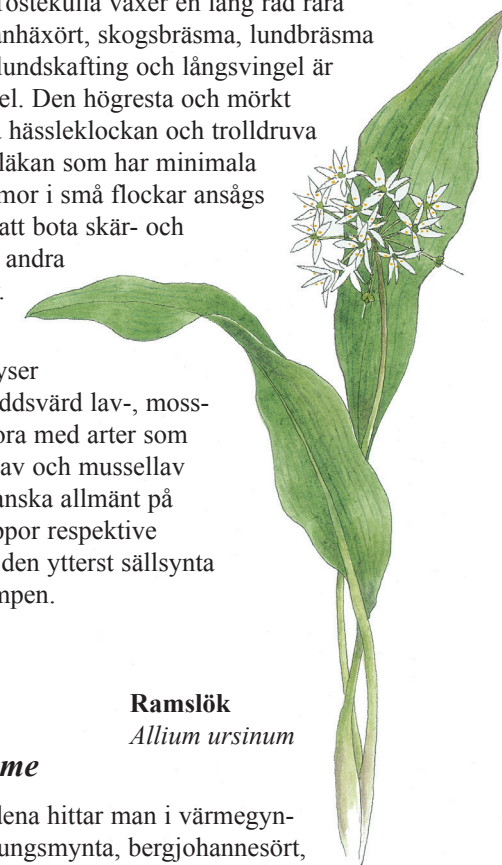 rostekulla växer en lång rad rara
anhäxört, skogsbräsma, lundbräsma
lundskafting och långsvingel är
el. Den högresta och mörkt
hässleklockan och trolldruva
läkan som har minimala
mor i små flockar ansågs
att bota skär- och
andra
yser
ddsvärd lav-, moss-
ora med arter som
av och mussellav
anska allmänt på
ppor respektive
den ytterst sällsynta
mpen.
Ramslök
Allium ursinum
me
lena hittar man i värmegyn-
ungsmynta, bergjohannesört,